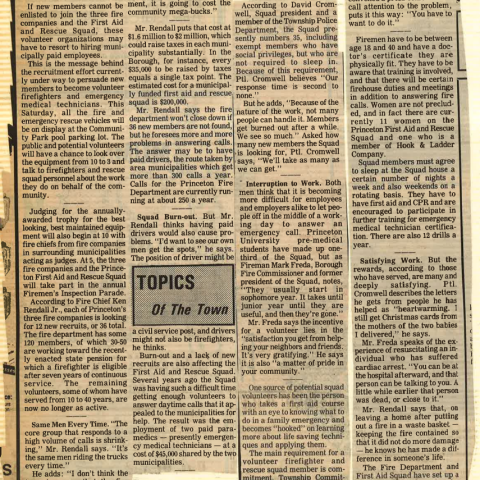 If new members cannot be
enlisted to join the three fire
companies and the First Aid
and Rescue Squad, these
volunteer organizations may
have to resort to hiring muni-
cipally paid employees.
This is the message behind
the recruitment effort current-
ly under way to persuade new
members to become volunteer
firefighters and emergency
medical technicians. This
Saturday, all the fire and
emergency rescue vehicles will
be on display at the Communi-
ty Park pool parking lot. The
public and potential volunteers
will have a chance to look over
the equipment from 10 to 3 and
talk to firefighters and rescue
squad personnel about the work
they do on behalf of the com-
munity.
Judging for the annually-
awarded trophy for the best
looking, best maintained equip-
ment will also begin at 10 with
fire chiefs from fire companies
in surrounding municipalities
acting as judges. At 5, the three
fire companies and the Prince-
ton First Aid and Rescue Squad
will take part in the annual
Firemen's Inspection Parade.
According to Fire Chief Ken
Rendall Jr., each of Princeton's
three fire companies is looking
for 12 new recruits, or 36 total.
The fire department has some
120 members, of which 30-50
are working toward the recent-
ly enacted state pension for
which a firefighter is eligible
after seven years of continuous
service. The remaining
volunteers, some of whom have
served from 10 to 40 years, are
now no longer as active.
Same Men Every Time. "The
core group that responds to a
high volume of calls is shrink-
ing," Mr. Rendall says. "It's
the same men riding the trucks
every time."
He adds: "I don't think the
ment, it is going to cost the
community mega-bucks."
Mr. Rendall puts that cost at
$1.6 million to $2 million, which
could raise taxes in each muni-
cipality substantially. In the
Borough, for instance, every
$35,000 to be raised by taxes
equals a single tax point. The
estimated cost for a municipal-
ly funded first aid and rescue
squad is $200,000.
Mr. Rendall says the fire
department won't close down if
36 new members are not found,
but he foresees more and more
problems in answering calls.
"The answer may be to have
paid drivers, the route taken by
area municipalities which get
more than 300 calls a year.
Calls for the Princeton Fire
Department are currently run-
ning at about 250 a year.
Squad Burn-out. But Mr.
Rendall thinks having paid
drivers would also cause prob-
lems. "I'd want to see our own
men get the spots," he says.
The position of driver might be
TOPICS
Of The Town
a civil service post, and drivers
might not also be firefighters,
he thinks.
Burn-out and a lack of new
recruits are also affecting the
First Aid and Rescue Squad.
Several years ago the Squad
was having such a difficult time
getting enough volunteers to
answer daytime calls that it ap-
pealed to the municipalities for
help. The result was the em-
ployment of two paid para-
medics — presently emergen-
cy medical technicians — at a
cost of $45,000 shared by the two
municipalities.
According to David Crom-
well, Squad president and a
member of the Township Police
Department, the Squad pre-
sently numbers 35, including
exempt members who have
social privileges, but who are
not required to sleep in.
Because of this requirement,
Ptl. Cromwell believes "Our
response time is second to
none."
But he adds, "Because of the
nature of the work, not many
people can handle it. Members
get burned out after a while.
We see so much." Asked how
many new members the Squad
is looking for, Ptl. Cromwell
says, "We'll take as many as
we can get."
Interruption to Work. Both
men think that it is becoming
more difficult for employees
and employers alike to let peo-
ple off in the middle of a work-
ing day to answer an
emergency call. Princeton
University pre-medical
students have made up one-
third of the Squad, but as
Fireman Mark Freda, Borough
Fire Commissioner and former
president of the Squad, notes,
"They usually start in
sophomore year. It takes until
junior year until they are
useful, and then they're gone."
Mr. Freda says the incentive
for a volunteer lies in the
"satisfaction you get from help-
ing your neighbors and friends.
It's very gratifying." He says
it is also "a matter of pride in
your community."
One source of potential squad
volunteers has been the person
who takes a first-aid course
with an eye to knowing what to
do in a family emergency and
becomes "hooked" on learning
more about life saving techni-
ques and applying them.
The main requirement for a
volunteer firefighter and
rescue squad member is com-
mitment. Township Commit-
call attention to the problem,
puts it this way: "You have to
want to do it."
Firemen have to be between
age 18 and 40 and have a doc-
tor's certificate they are
physically fit. They have to be
aware that training is involved,
and that there will be certain
firehouse duties and meetings
in addition to answering fire
calls. Women are not preclud-
ed, and in fact there are cur-
rently 11 women on the
Princeton First Aid and Rescue
Squad and one who is a
member of Hook & Ladder
Company.
Squad members must agree
to sleep at the Squad house a
certain number of nights a
week and also weekends on a
rotating basis. They have to
have first aid and CPR and are
encouraged to participate in
further training for emergency
medical technician certifica-
tion. There are also 12 drills a
year.
Satisfying Work. But the
rewards, according to those
who have served, are many and
deeply satisfying. Ptl.
Cromwell describes the letters
he gets from people he has
helped as "heartwarming. I
still get Christmas cards from
the mothers of the two babies
I delivered," he says.
Mr. Freda speaks of the ex-
perience of resuscitating an in-
dividual who has suffered
cardiac arrest. "You can be at
the hospital afterward, and that
person can be talking to you. A
little while earlier that person
was dead, or close to it."
Mr. Rendall says that, on
leaving a home after putting
out a fire in a waste basket —
keeping the fire contained so
that it did not do more damage
— he knows he has made a dif-
ference in someone's life.
The Fire Department and
First Aid Squad have set up a